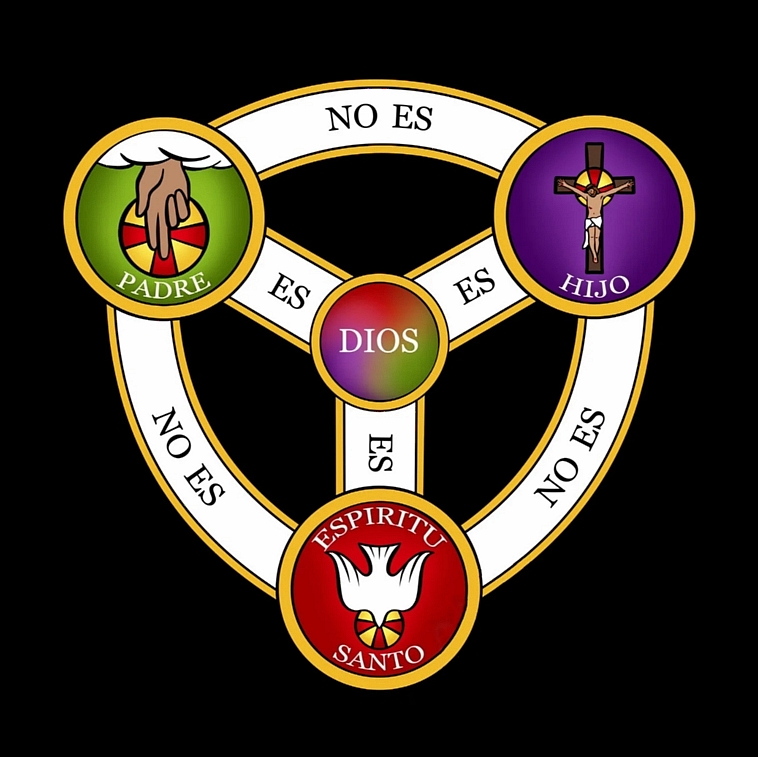 NO ES
PADRE
HIJO
ES
ES
DIOS
NO ES
ES
NO ES
ESPIRITU
SANTO